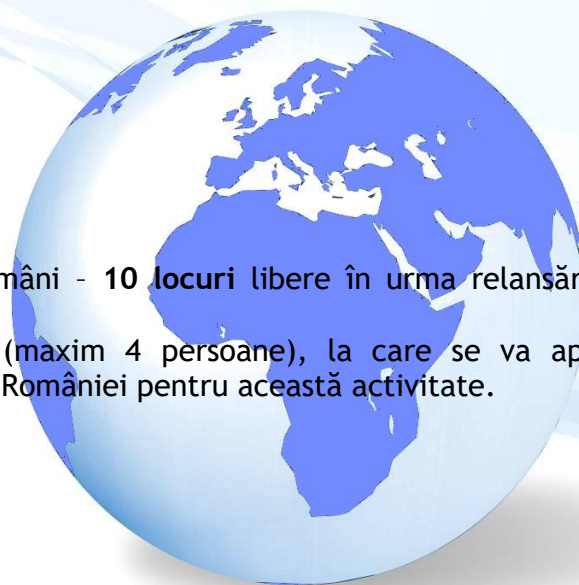 mâni – 10 locuri libere în urma relansăr
(maxim 4 persoane), la care se va ap
României pentru această activitate.